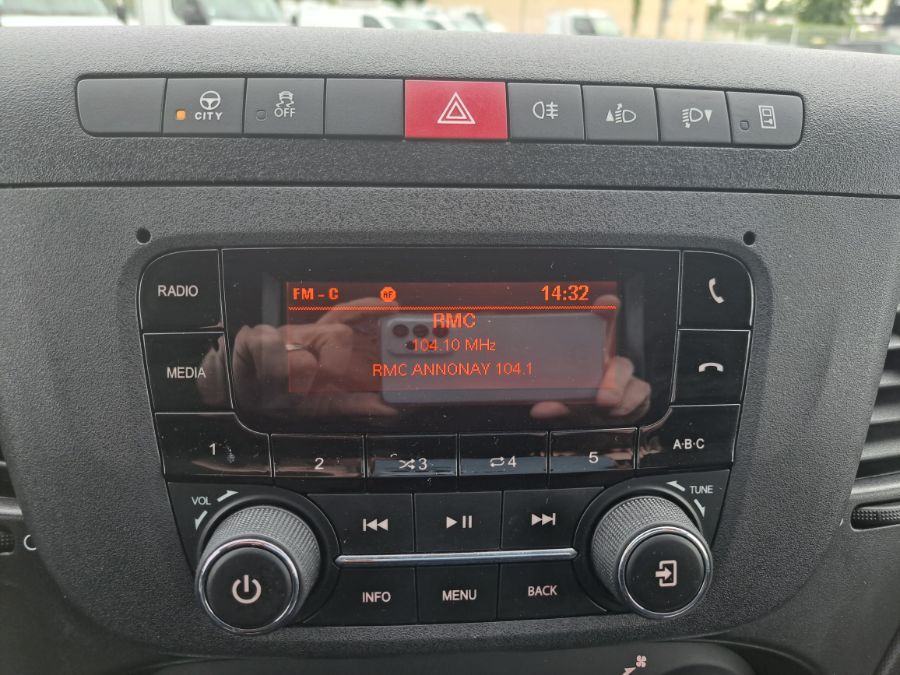 CITY
OFF
RADIO
FM - C AF 14:32
RMC
104.10 MHz
RMC ANNONAY 104.1
MEDIA
1 2 3 4 5 A·B·C
VOL TUNE
INFO MENU BACK